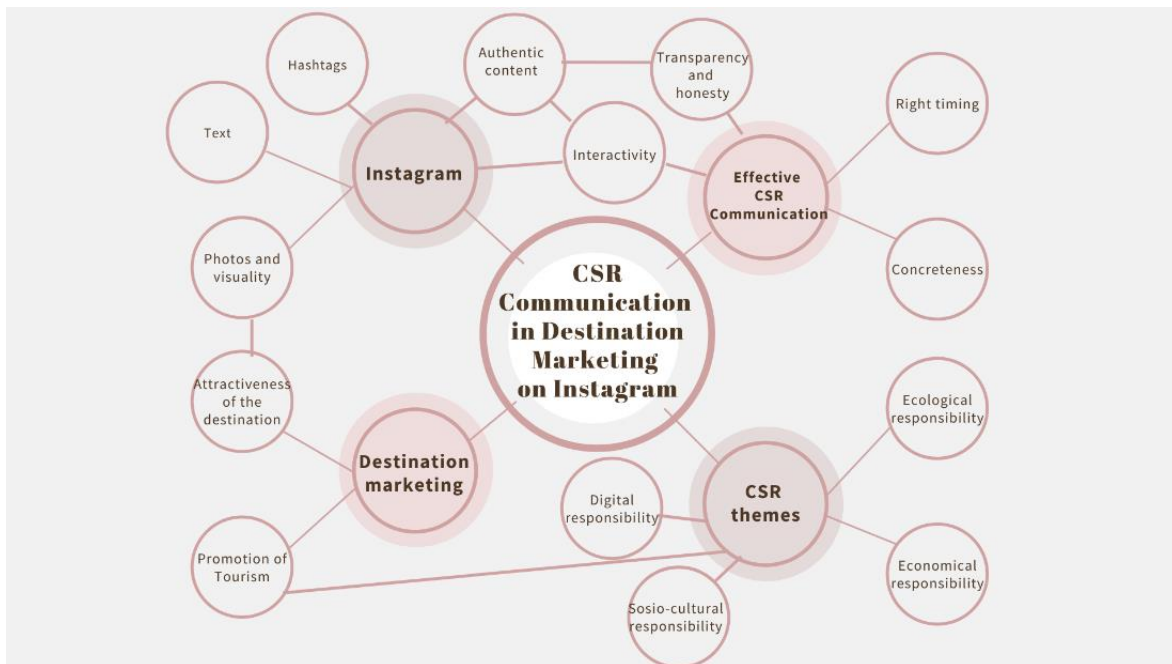 Hashtags
Authentic
content
Transparency
and
honesty
Right timing
Text
Instagram
Interactivity
Effective
CSR
Communication
Photos and
visuality
Concreteness
CSR
Communication
in Destination
Marketing
on Instagram
Attractiveness
of the
destination
Ecological
responsibility
Destination
marketing
Digital
responsibility
CSR
themes
Promotion of
Tourism
Economical
responsibility
Sosio-cultural
responsibility